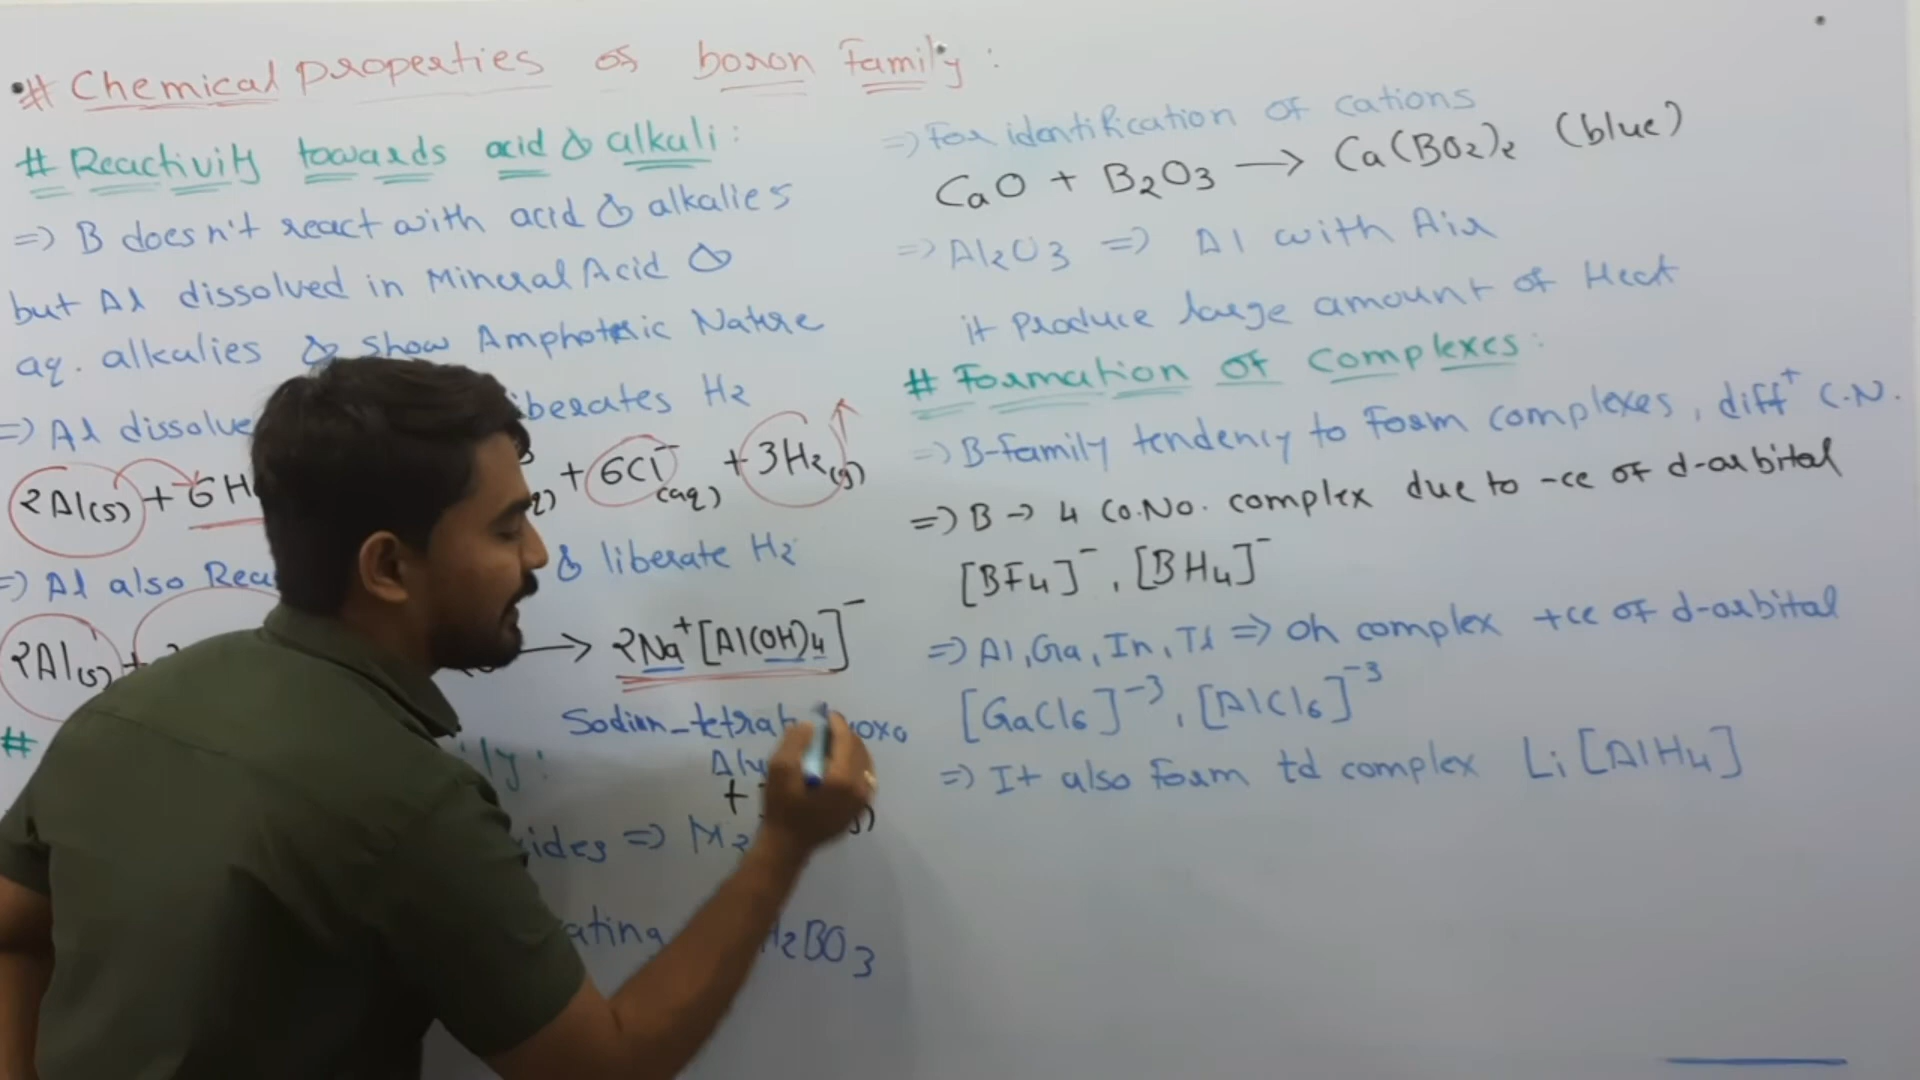 # Chemical properties of boron Family :
# Reactivity towards acid & alkali :
=> B doesn't react with acid & alkalies
but Al dissolved in Mineral Acid &
aq. alkalies & show Amphoteric Nature
=> Al dissolve iberates H2
2Al(s) + 6H + 6Cl-(aq) + 3H2(g) ↑
=> Al also Rea & liberate H2
2Al(s) + → 2Na+[Al(OH)4]-
Sodium-tetrah oxo
Alu
+
# ly :
ides => M2
ating H2BO3
=> For identification of cations
CaO + B2O3 → Ca(BO2)2 (blue)
=> Al2O3 => Al with Air
it produce large amount of Heat
# Formation of complexes :
=> B-family tendency to form complexes, diff+ C.N.
=> B → 4 Co.No. complex due to -ce of d-orbital
[BF4]-, [BH4]-
=> Al, Ga, In, Tl => Oh complex +ce of d-orbital
[GaCl6]-3, [AlCl6]-3
=> It also form td complex Li[AlH4]